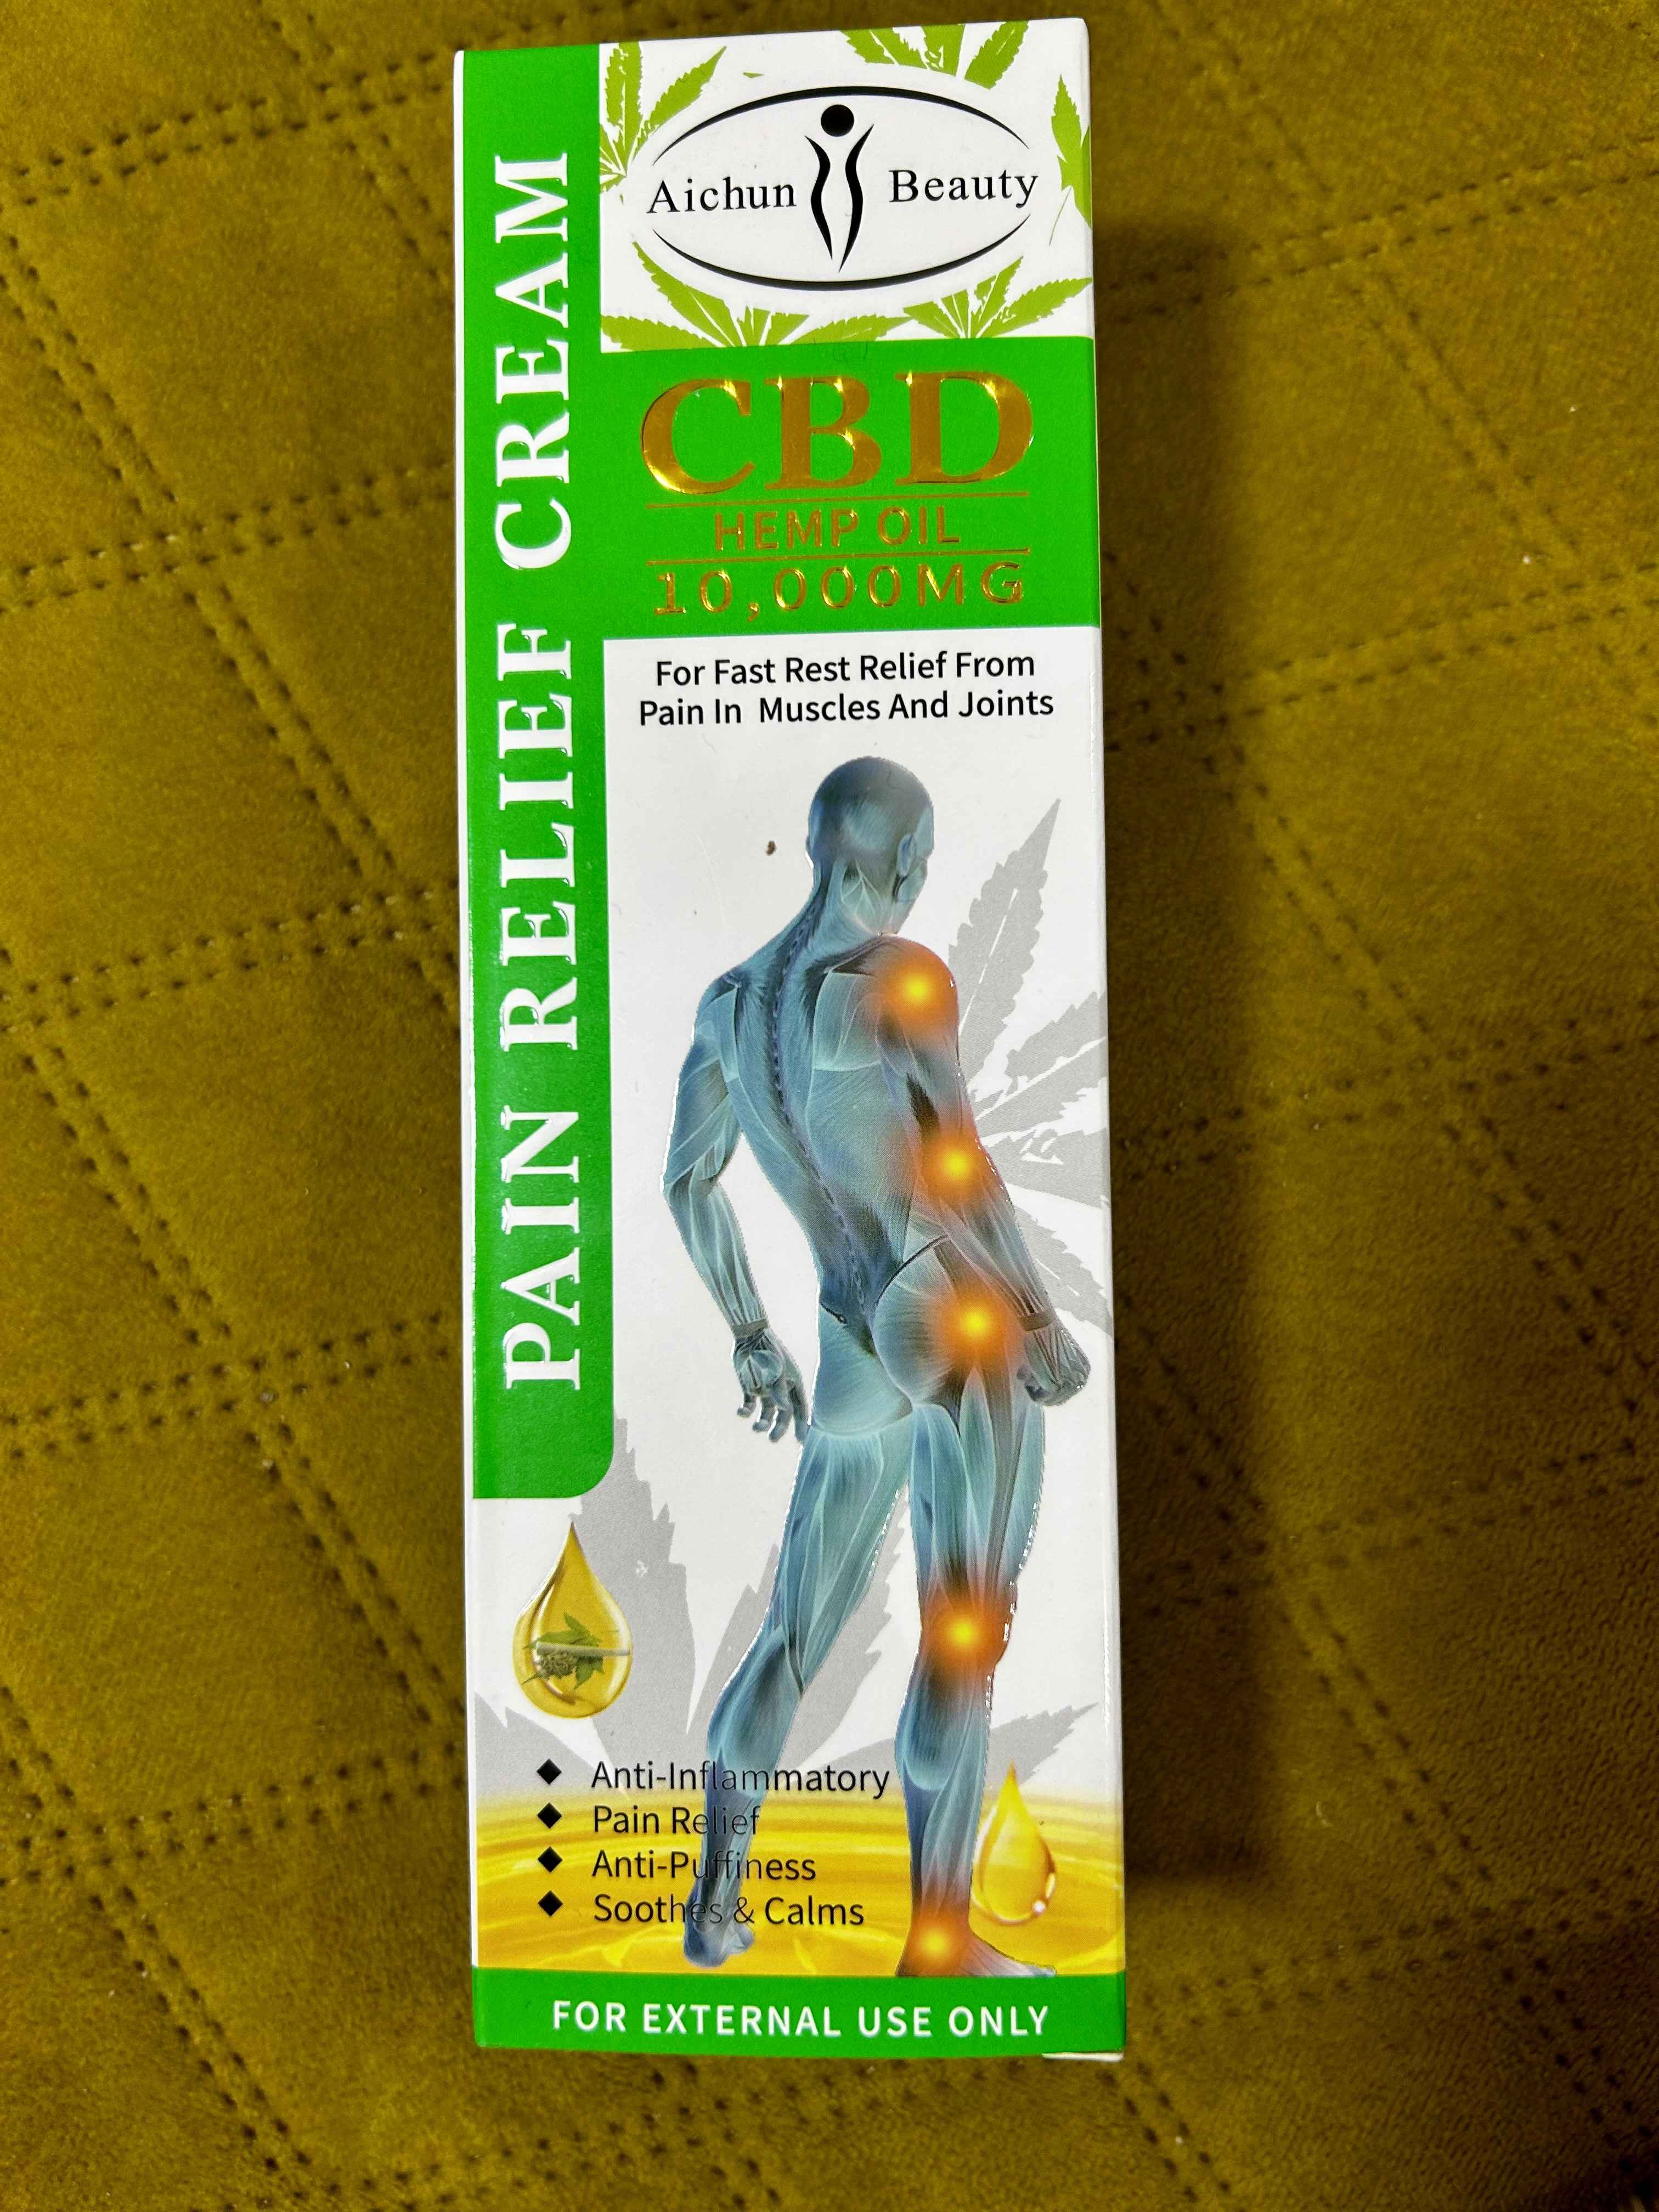 PAIN RELIEF CREAM
Aichun Beauty
CBD
HEMP OIL
10,000MG
For Fast Rest Relief From
Pain In Muscles And Joints
Anti-Inflammatory
Pain Relief
Anti-Puffiness
Soothes & Calms
FOR EXTERNAL USE ONLY